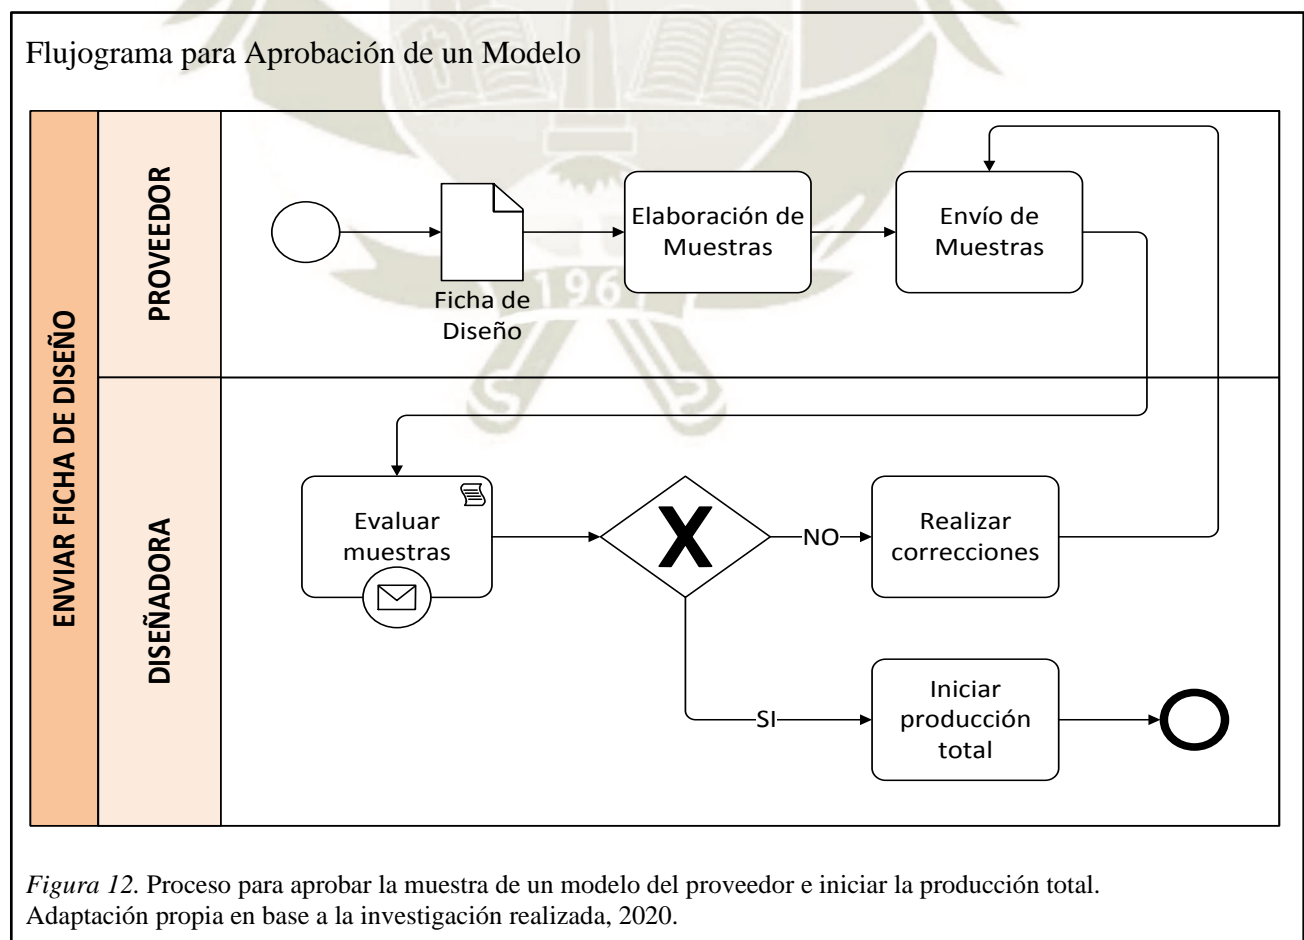 Flujograma para Aprobación de un Modelo
ENVIAR FICHA DE DISEÑO
PROVEEDOR
Ficha de
Diseño
Elaboración de
Muestras
Envío de
Muestras
1961
DISEÑADORA
Evaluar
muestras
X
NO
Realizar
correcciones
SI
Iniciar
producción
total
Figura 12. Proceso para aprobar la muestra de un modelo del proveedor e iniciar la producción total.
Adaptación propia en base a la investigación realizada, 2020.